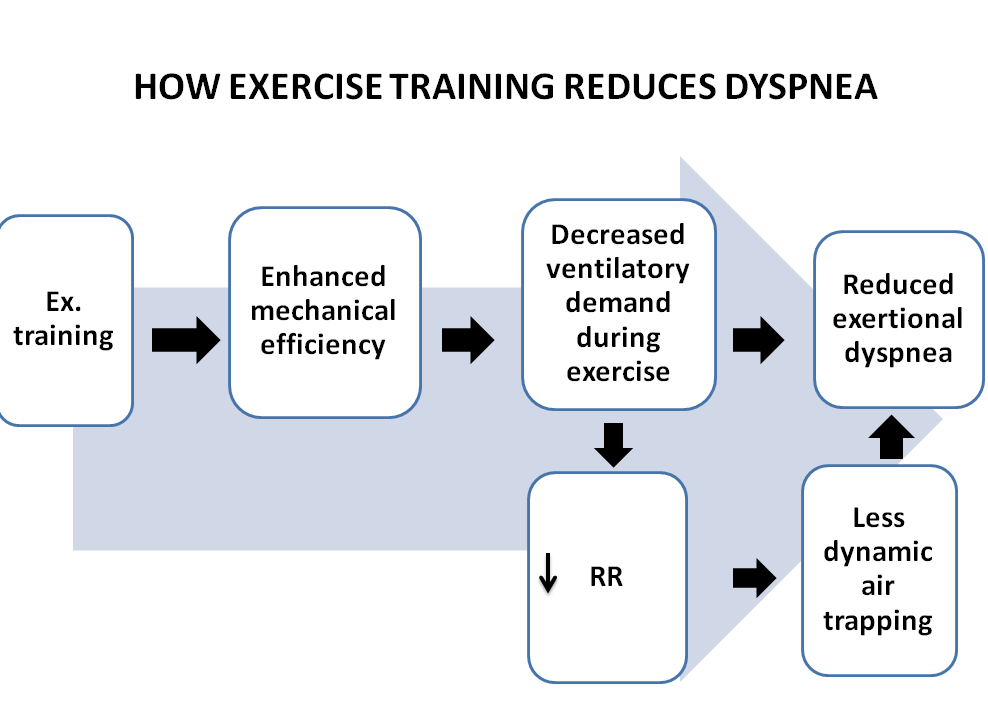 HOW EXERCISE TRAINING REDUCES DYSPNEA
Ex.
training
Enhanced
mechanical
efficiency
Decreased
ventilatory
demand
during
exercise
Reduced
exertional
dyspnea
↓ RR
Less
dynamic
air
trapping